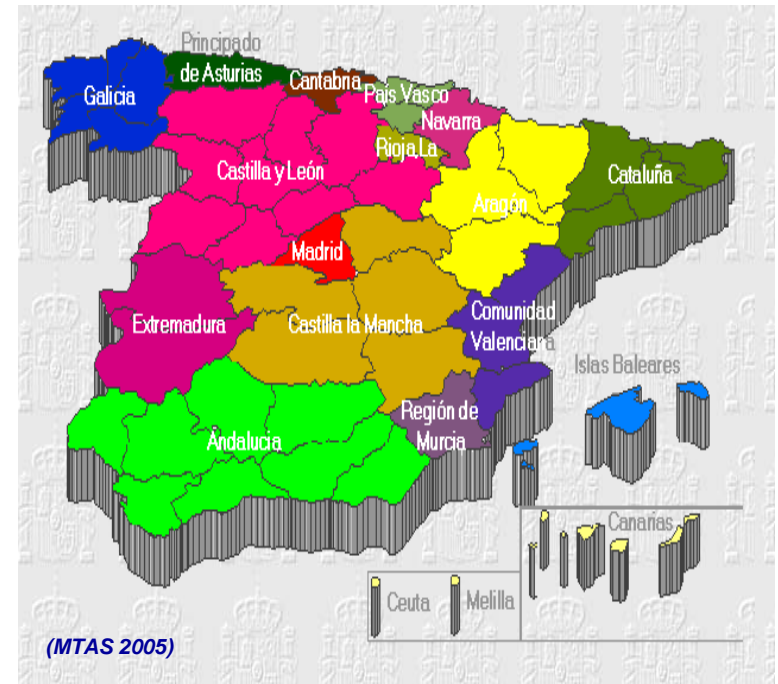 Principado
de Asturias
Cantabria
País Vasco
Galicia
Navarra
Rioja,La
Castilla y León
Cataluña
Aragón
Madrid
Extremadura
Castilla la Mancha
Comunidad
Valenciana
Islas Baleares
Región de
Murcia
Andalucia
Canarias
Ceuta
Melilla
(MTAS 2005)